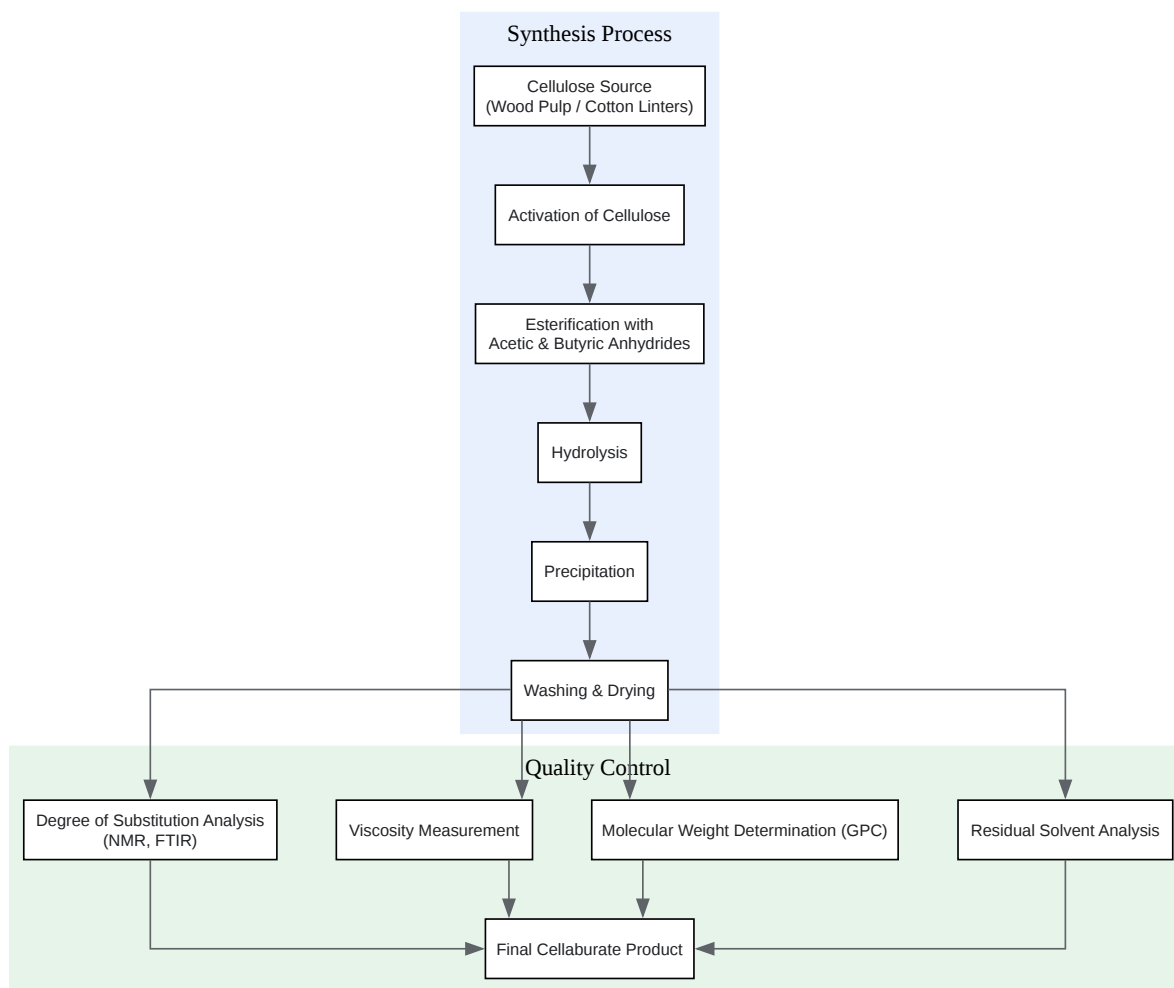 Synthesis Process
Cellulose Source
(Wood Pulp / Cotton Linters)
Activation of Cellulose
Esterification with
Acetic & Butyric Anhydrides
Hydrolysis
Precipitation
Washing & Drying
Quality Control
Degree of Substitution Analysis
(NMR, FTIR)
Viscosity Measurement
Molecular Weight Determination (GPC)
Residual Solvent Analysis
Final Cellaburate Product